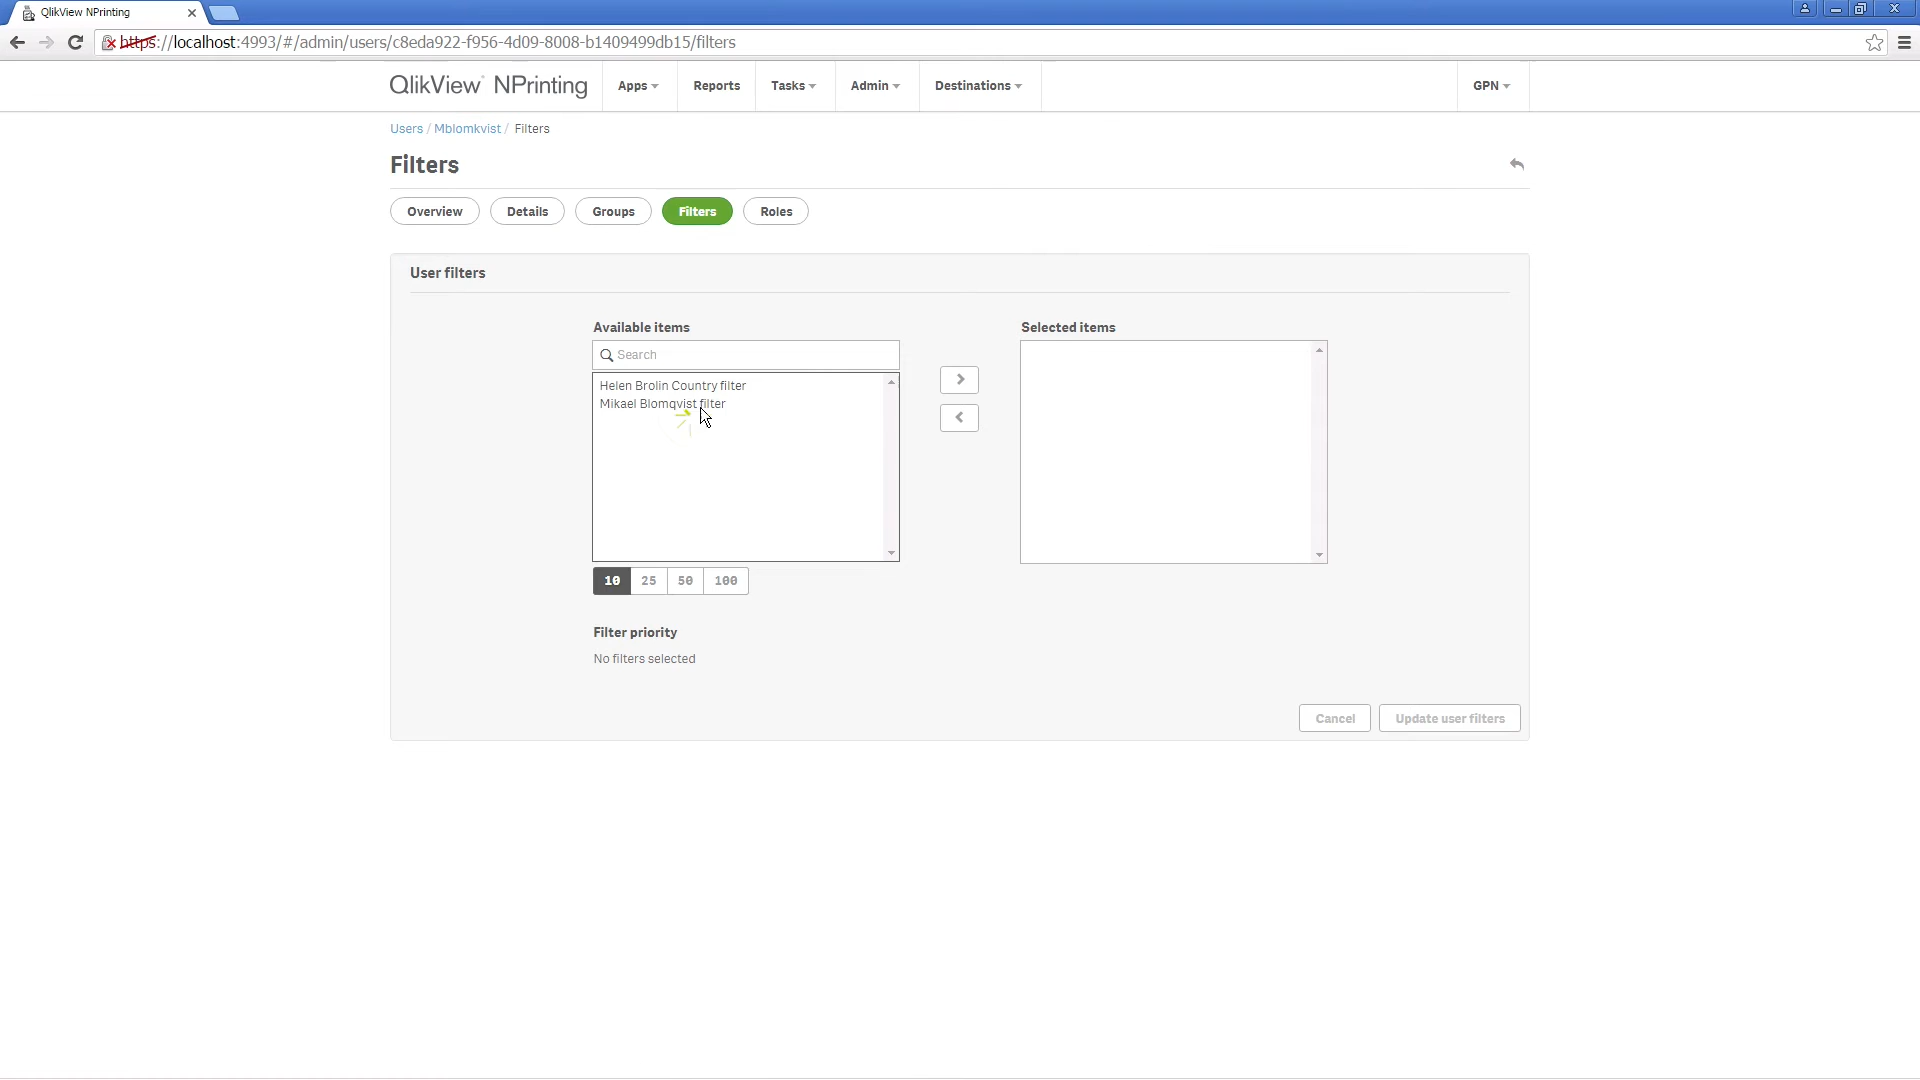 QlikView NPrinting
https://localhost:4993/#/admin/users/c8eda922-f956-4d09-8008-b1409499db15/filters
QlikView NPrinting Apps Reports Tasks Admin Destinations GPN
Users / Mblomkvist / Filters
Filters
Overview Details Groups Filters Roles
User filters
Available items
Selected items
Search
Helen Brolin Country filter
Mikael Blomqvist filter
10 25 50 100
Filter priority
No filters selected
Cancel Update user filters